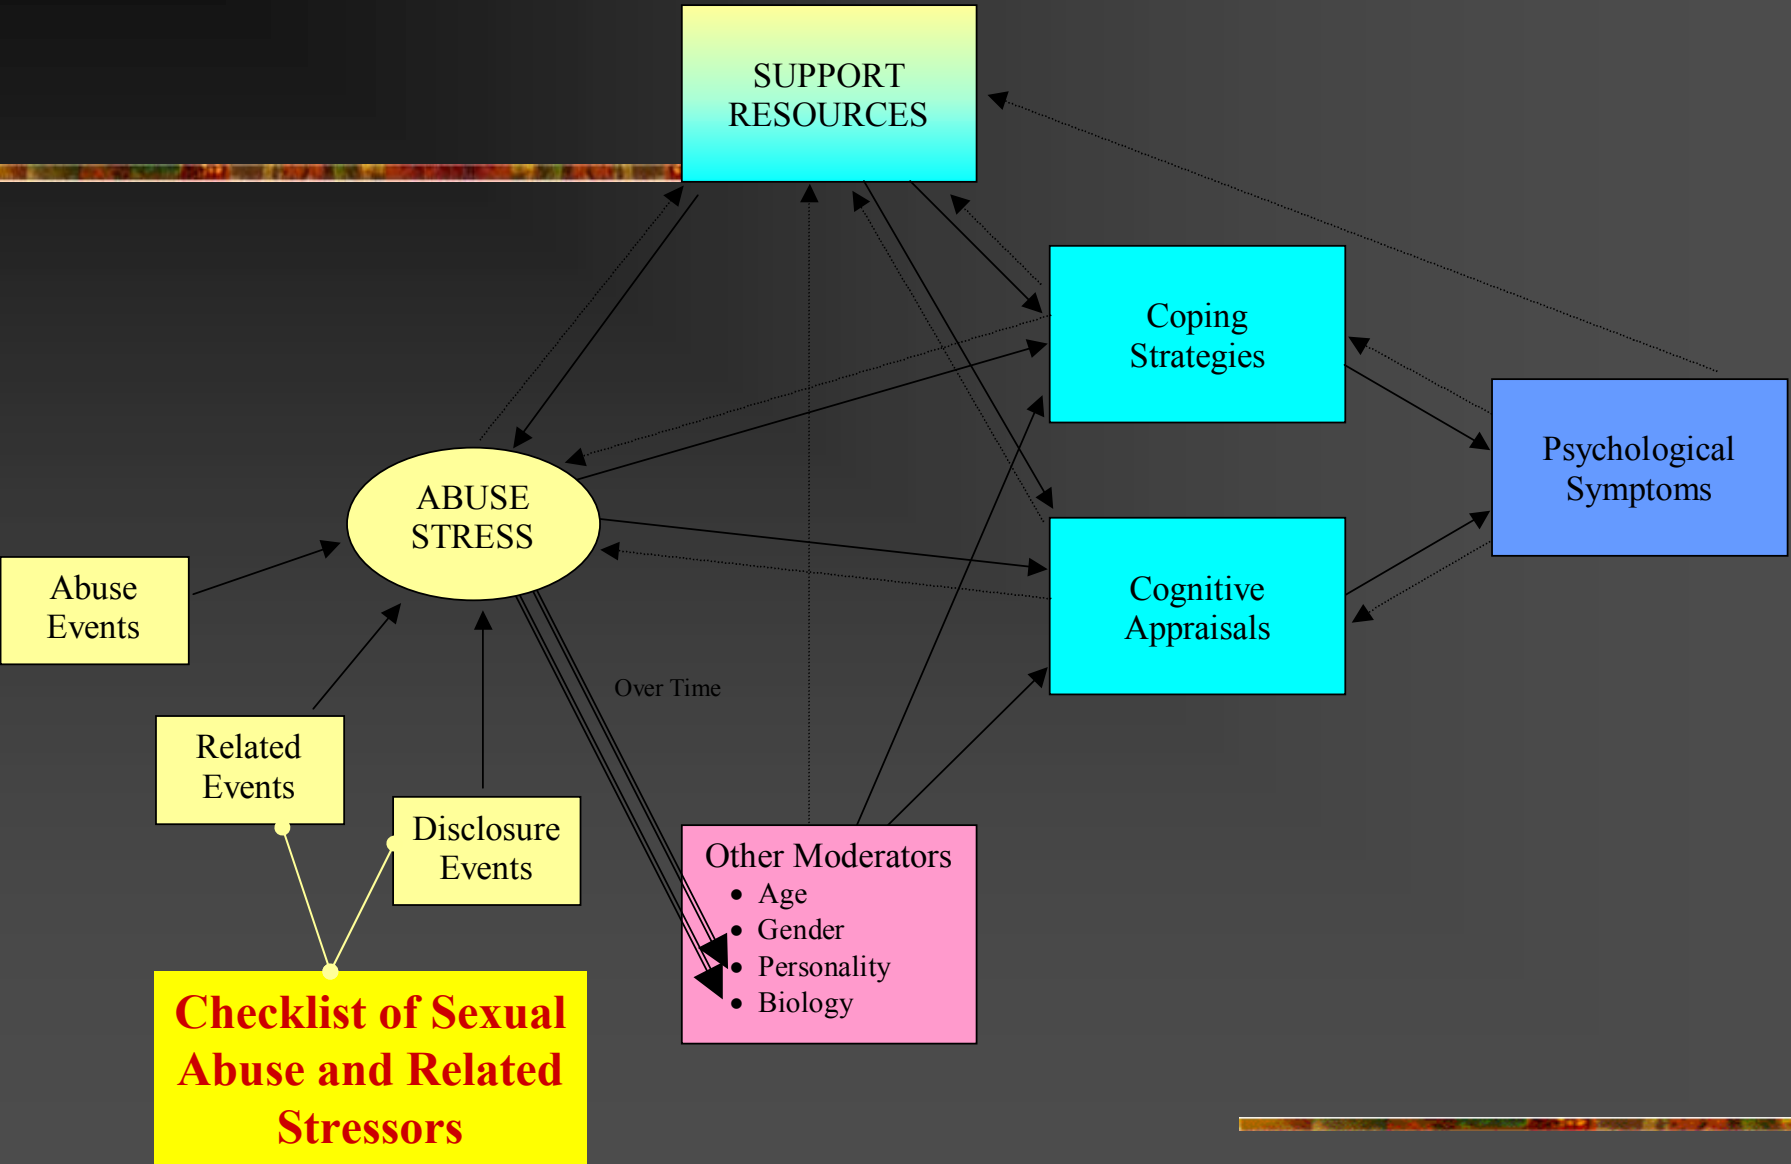 SUPPORT
RESOURCES
Coping
Strategies
Psychological
Symptoms
ABUSE
STRESS
Abuse
Events
Cognitive
Appraisals
Over Time
Related
Events
Disclosure
Events
Other Moderators
• Age
• Gender
• Personality
• Biology
Checklist of Sexual
Abuse and Related
Stressors